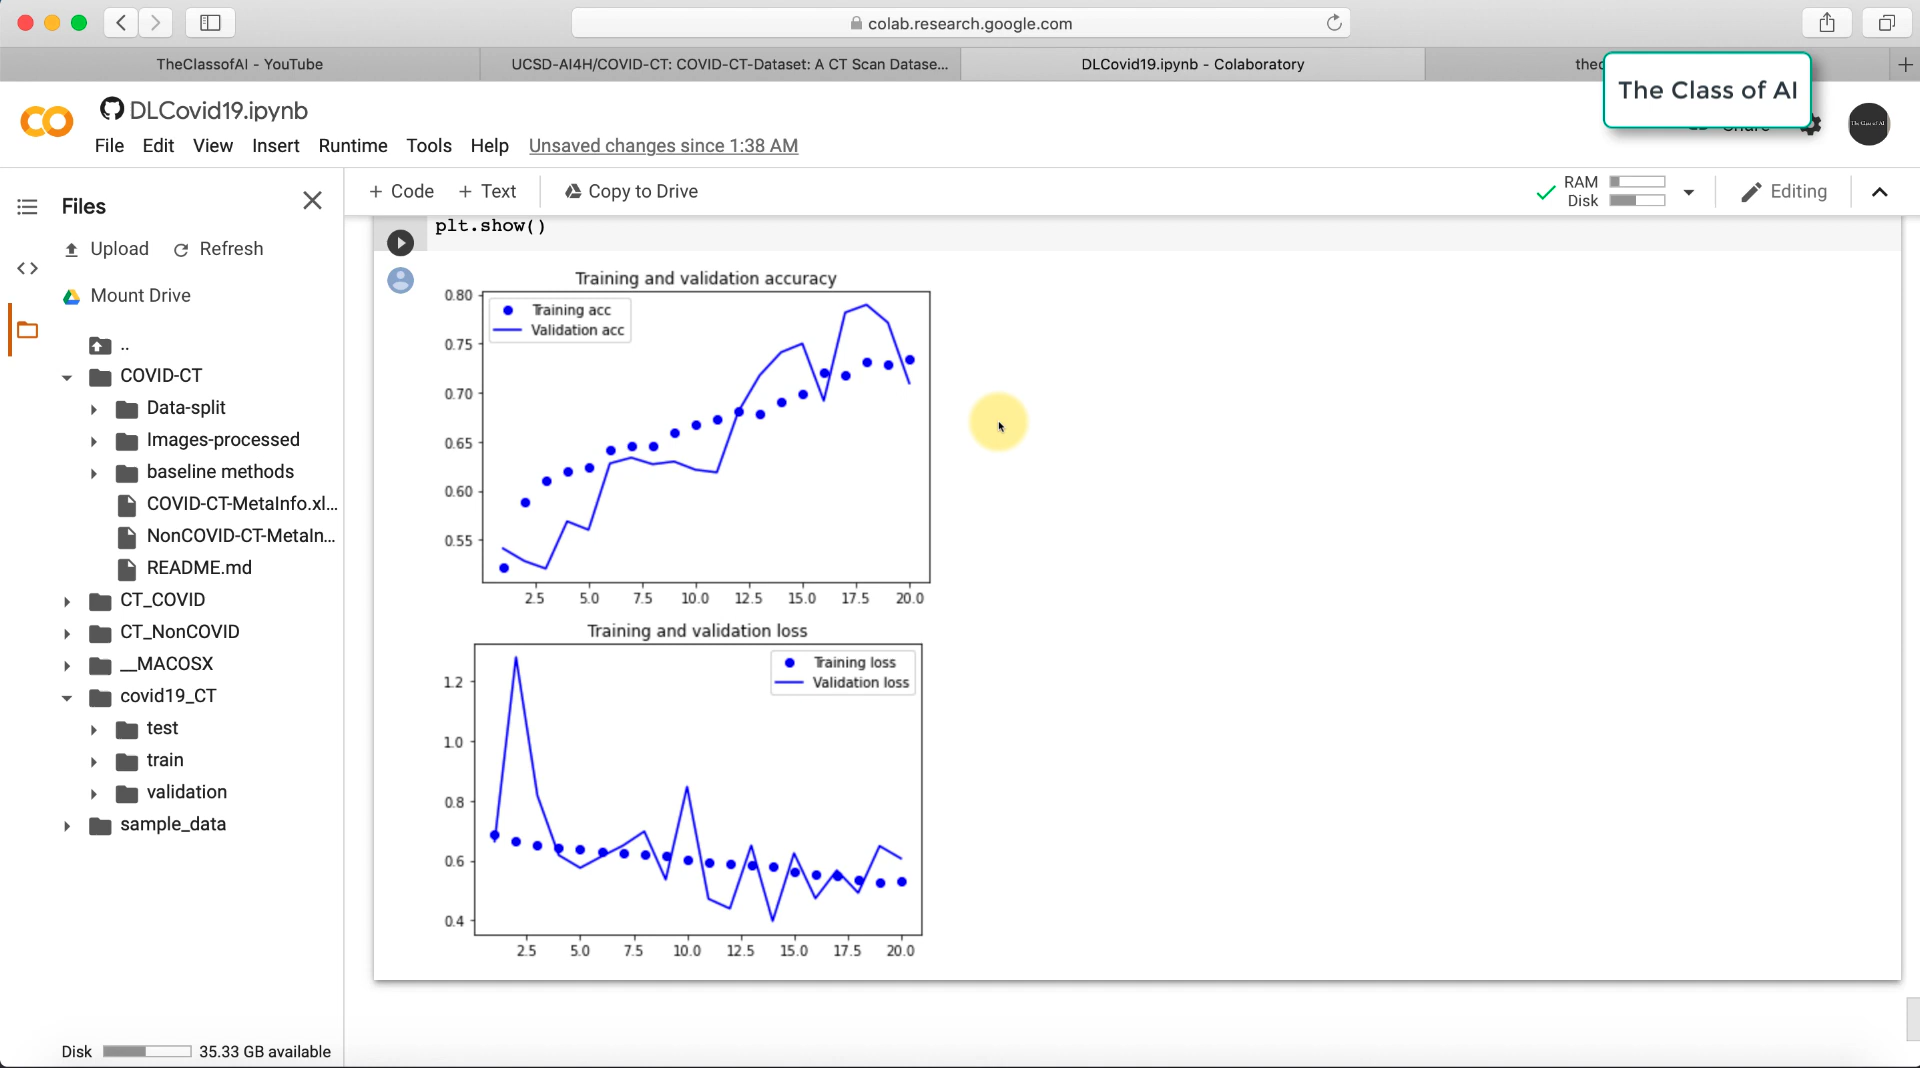 colab.research.google.com
TheClassofAI - YouTube
UCSD-AI4H/COVID-CT: COVID-CT-Dataset: A CT Scan Datase...
DLCovid19.ipynb - Colaboratory
The Class of AI
DLCovid19.ipynb
File Edit View Insert Runtime Tools Help Unsaved changes since 1:38 AM
Files
+ Code + Text Copy to Drive
RAM
Disk
Editing
Upload Refresh
Mount Drive
..
COVID-CT
Data-split
Images-processed
baseline methods
COVID-CT-MetaInfo.xl...
NonCOVID-CT-MetaIn...
README.md
CT_COVID
CT_NonCOVID
__MACOSX
covid19_CT
test
train
validation
sample_data
Disk 35.33 GB available
plt.show()
Training and validation accuracy
Training acc
Validation acc
0.80
0.75
0.70
0.65
0.60
0.55
2.5 5.0 7.5 10.0 12.5 15.0 17.5 20.0
Training and validation loss
Training loss
Validation loss
1.2
1.0
0.8
0.6
0.4
2.5 5.0 7.5 10.0 12.5 15.0 17.5 20.0